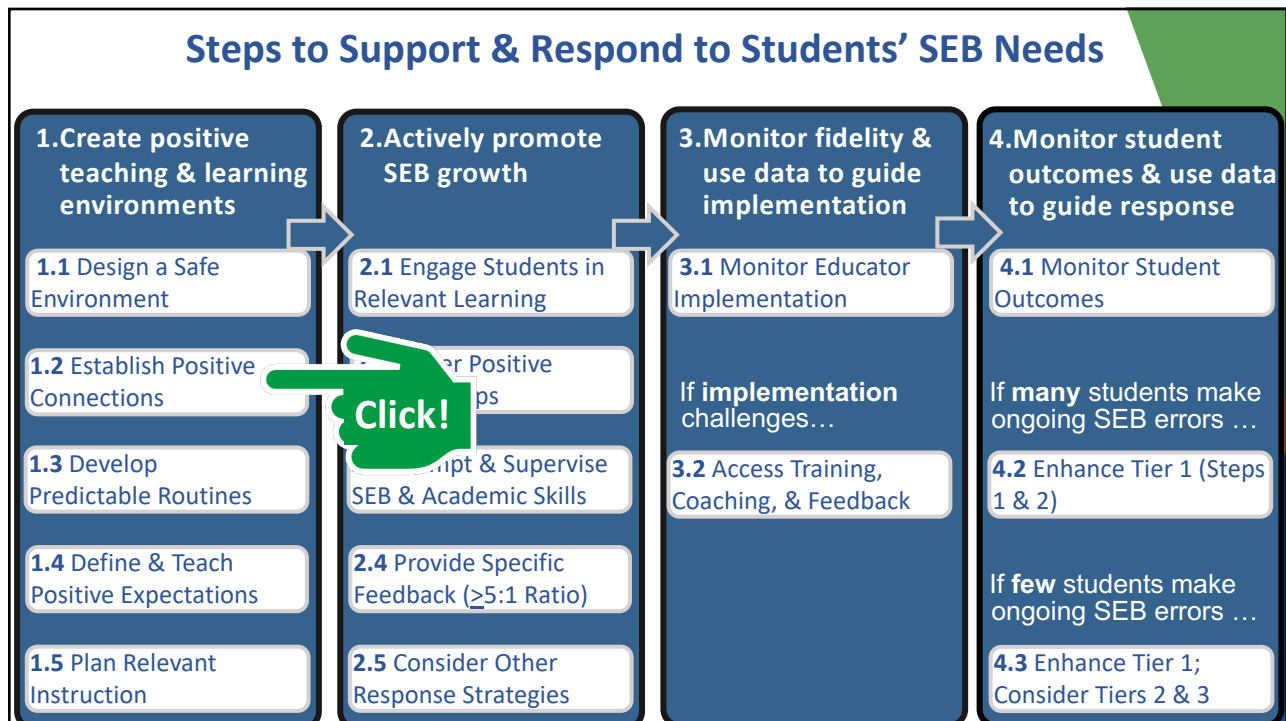 Steps to Support & Respond to Students’ SEB Needs
1.Create positive
teaching & learning
environments
1.1 Design a Safe
Environment
1.2 Establish Positive
Connections
1.3 Develop
Predictable Routines
1.4 Define & Teach
Positive Expectations
1.5 Plan Relevant
Instruction
2.Actively promote
SEB growth
2.1 Engage Students in
Relevant Learning
Positive
Click!
& Supervise
SEB & Academic Skills
2.4 Provide Specific
Feedback (≥5:1 Ratio)
2.5 Consider Other
Response Strategies
3.Monitor fidelity &
use data to guide
implementation
3.1 Monitor Educator
Implementation
If implementation
challenges…
3.2 Access Training,
Coaching, & Feedback
4.Monitor student
outcomes & use data
to guide response
4.1 Monitor Student
Outcomes
If many students make
ongoing SEB errors …
4.2 Enhance Tier 1 (Steps
1 & 2)
If few students make
ongoing SEB errors …
4.3 Enhance Tier 1;
Consider Tiers 2 & 3